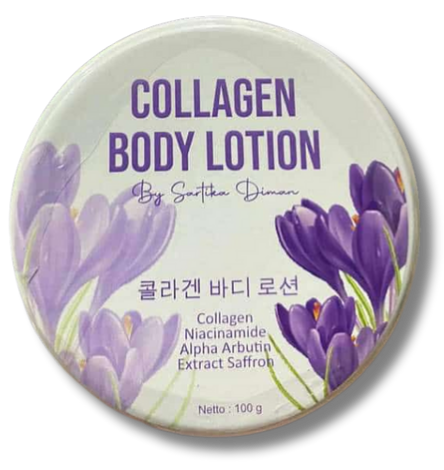 COLLAGEN
BODY LOTION
By Sartika Diman
콜라겐 바디 로션
Collagen
Niacinamide
Alpha Arbutin
Extract Saffron
Netto : 100 g